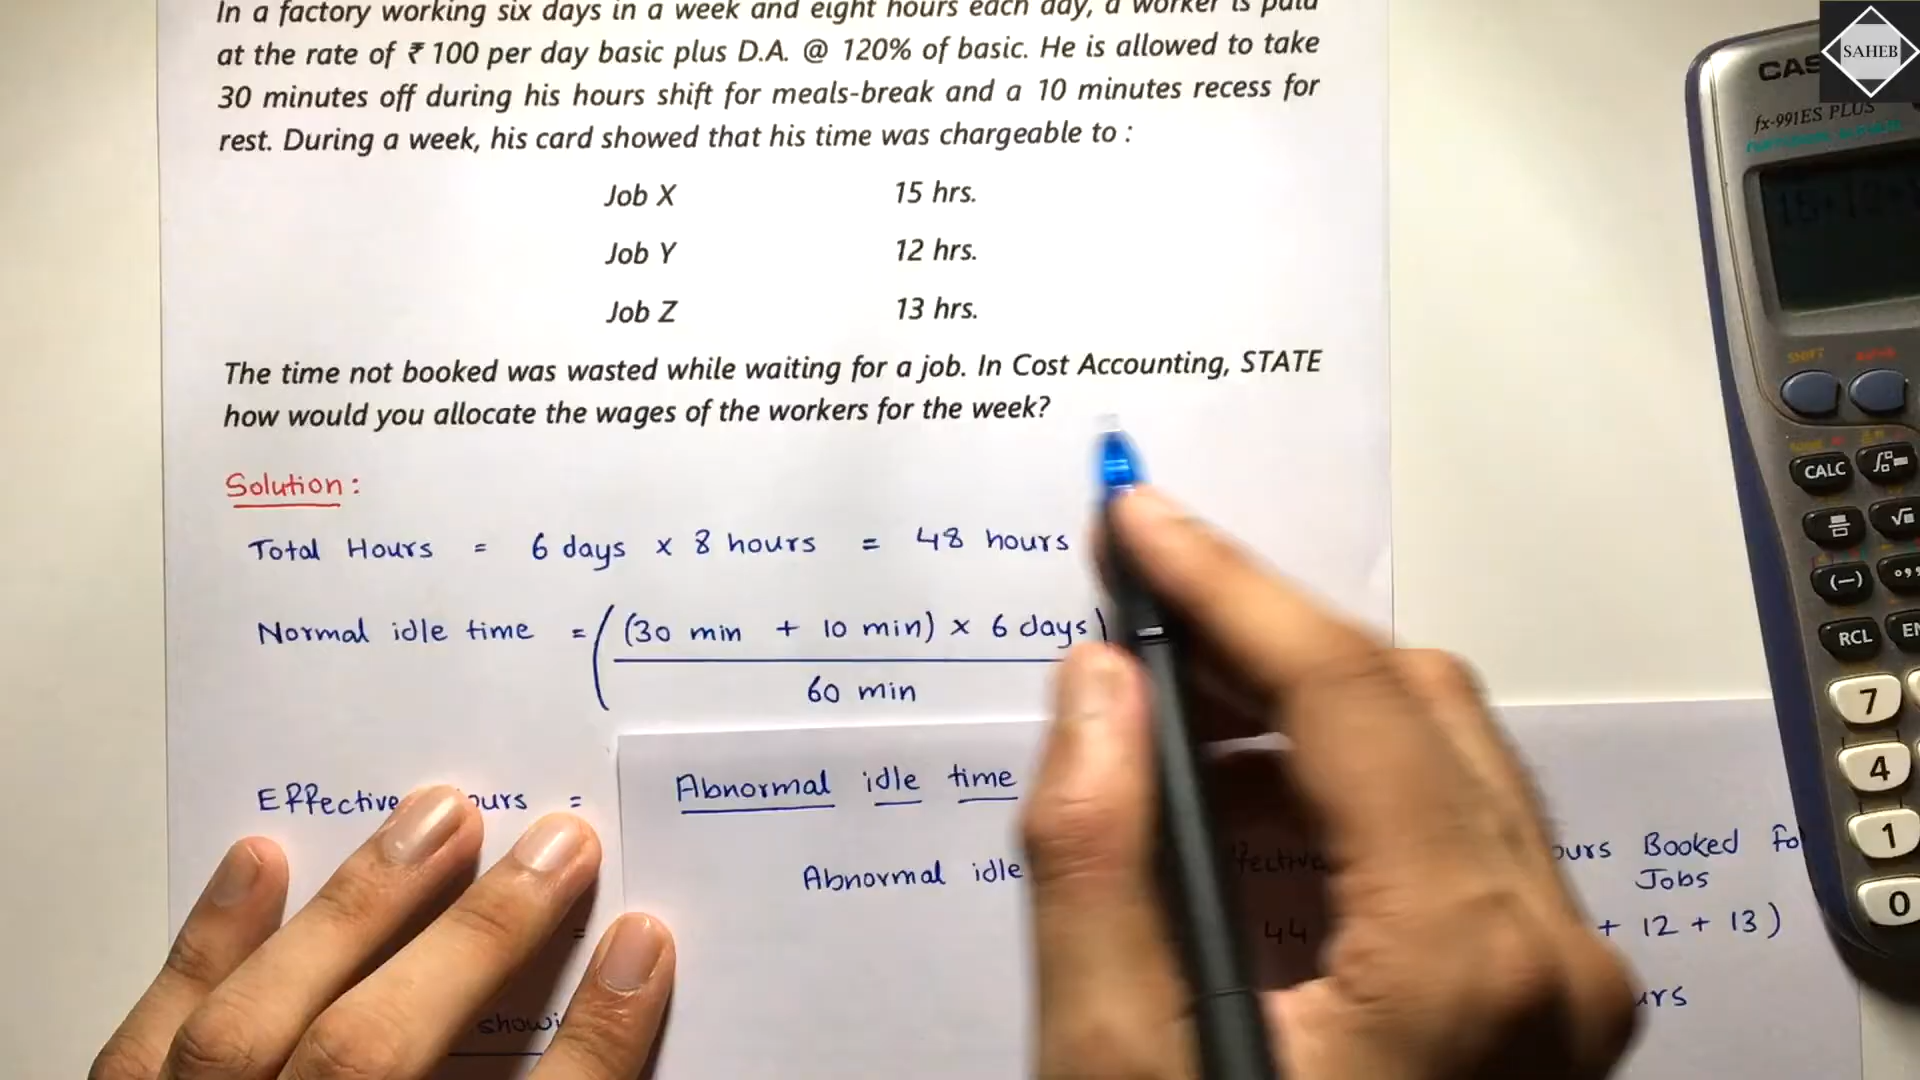 In a factory working six days in a week and eight hours each day, a worker is paid
at the rate of ₹ 100 per day basic plus D.A. @ 120% of basic. He is allowed to take
30 minutes off during his hours shift for meals-break and a 10 minutes recess for
rest. During a week, his card showed that his time was chargeable to :
Job X 15 hrs.
Job Y 12 hrs.
Job Z 13 hrs.
The time not booked was wasted while waiting for a job. In Cost Accounting, STATE
how would you allocate the wages of the workers for the week?
Solution :
Total Hours = 6 days x 8 hours = 48 hours
Normal idle time = ( (30 min + 10 min) x 6 days )
60 min
Effective =
Abnormal idle time
Abnormal idle
Booked
Jobs
44 + 12 + 13 )
=
SAHEB
fx-991ES PLUS
SHIFT
CALC
(−)
RCL
7
4
1
0